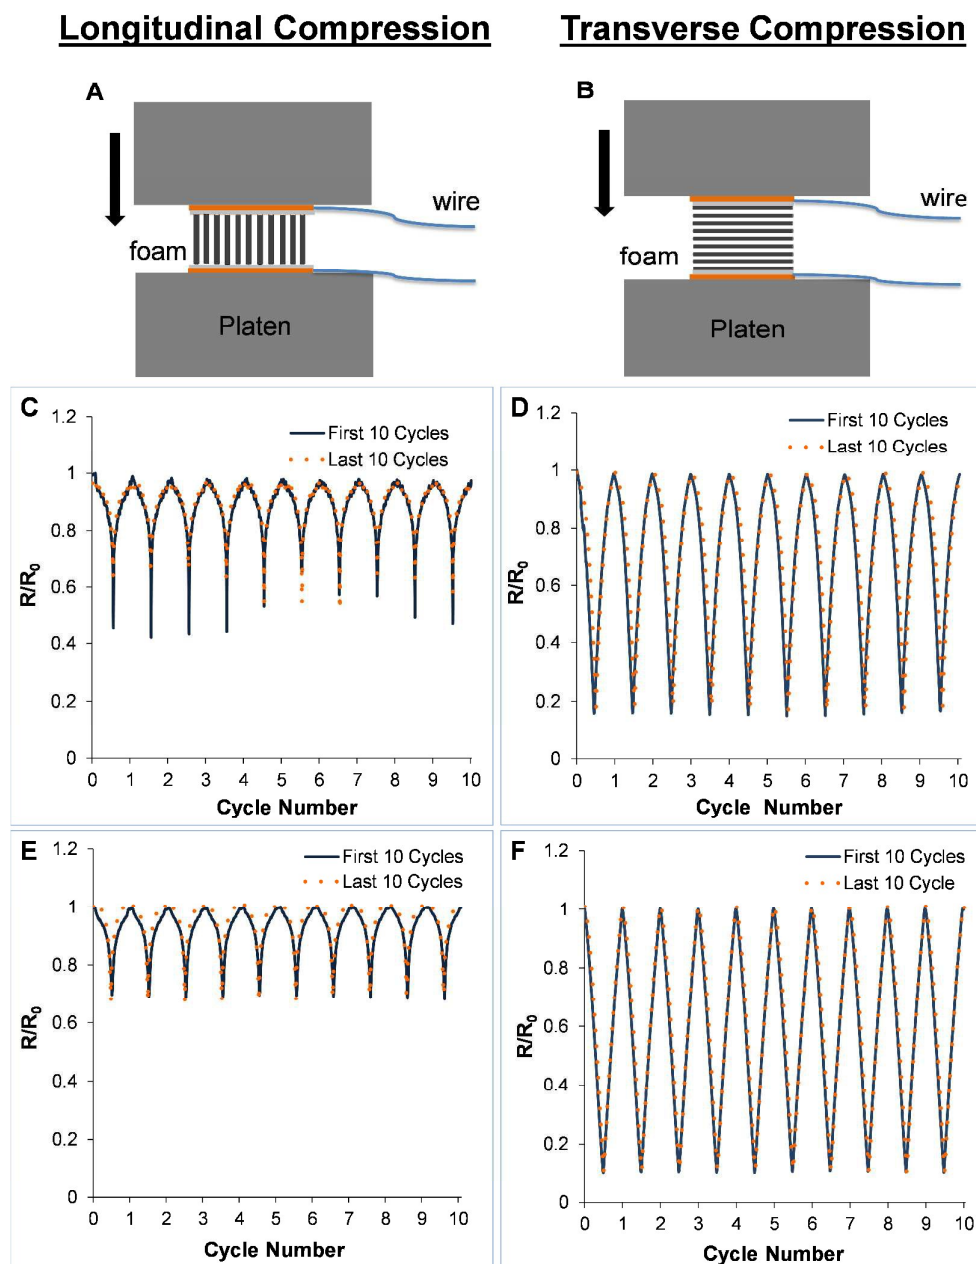 Longitudinal Compression
Transverse Compression
A
wire
foam
Platen
B
wire
foam
Platen
C
1.2
1
0.8
0.6
0.4
0.2
0
R/R0
First 10 Cycles
Last 10 Cycles
0 1 2 3 4 5 6 7 8 9 10
Cycle Number
D
1.2
1
0.8
0.6
0.4
0.2
0
R/R0
First 10 Cycles
Last 10 Cycles
0 1 2 3 4 5 6 7 8 9 10
Cycle Number
E
1.2
1
0.8
0.6
0.4
0.2
0
R/R0
First 10 Cycles
Last 10 Cycles
0 1 2 3 4 5 6 7 8 9 10
Cycle Number
F
1.2
1
0.8
0.6
0.4
0.2
0
R/R0
First 10 Cycles
Last 10 Cycle
0 1 2 3 4 5 6 7 8 9 10
Cycle Number